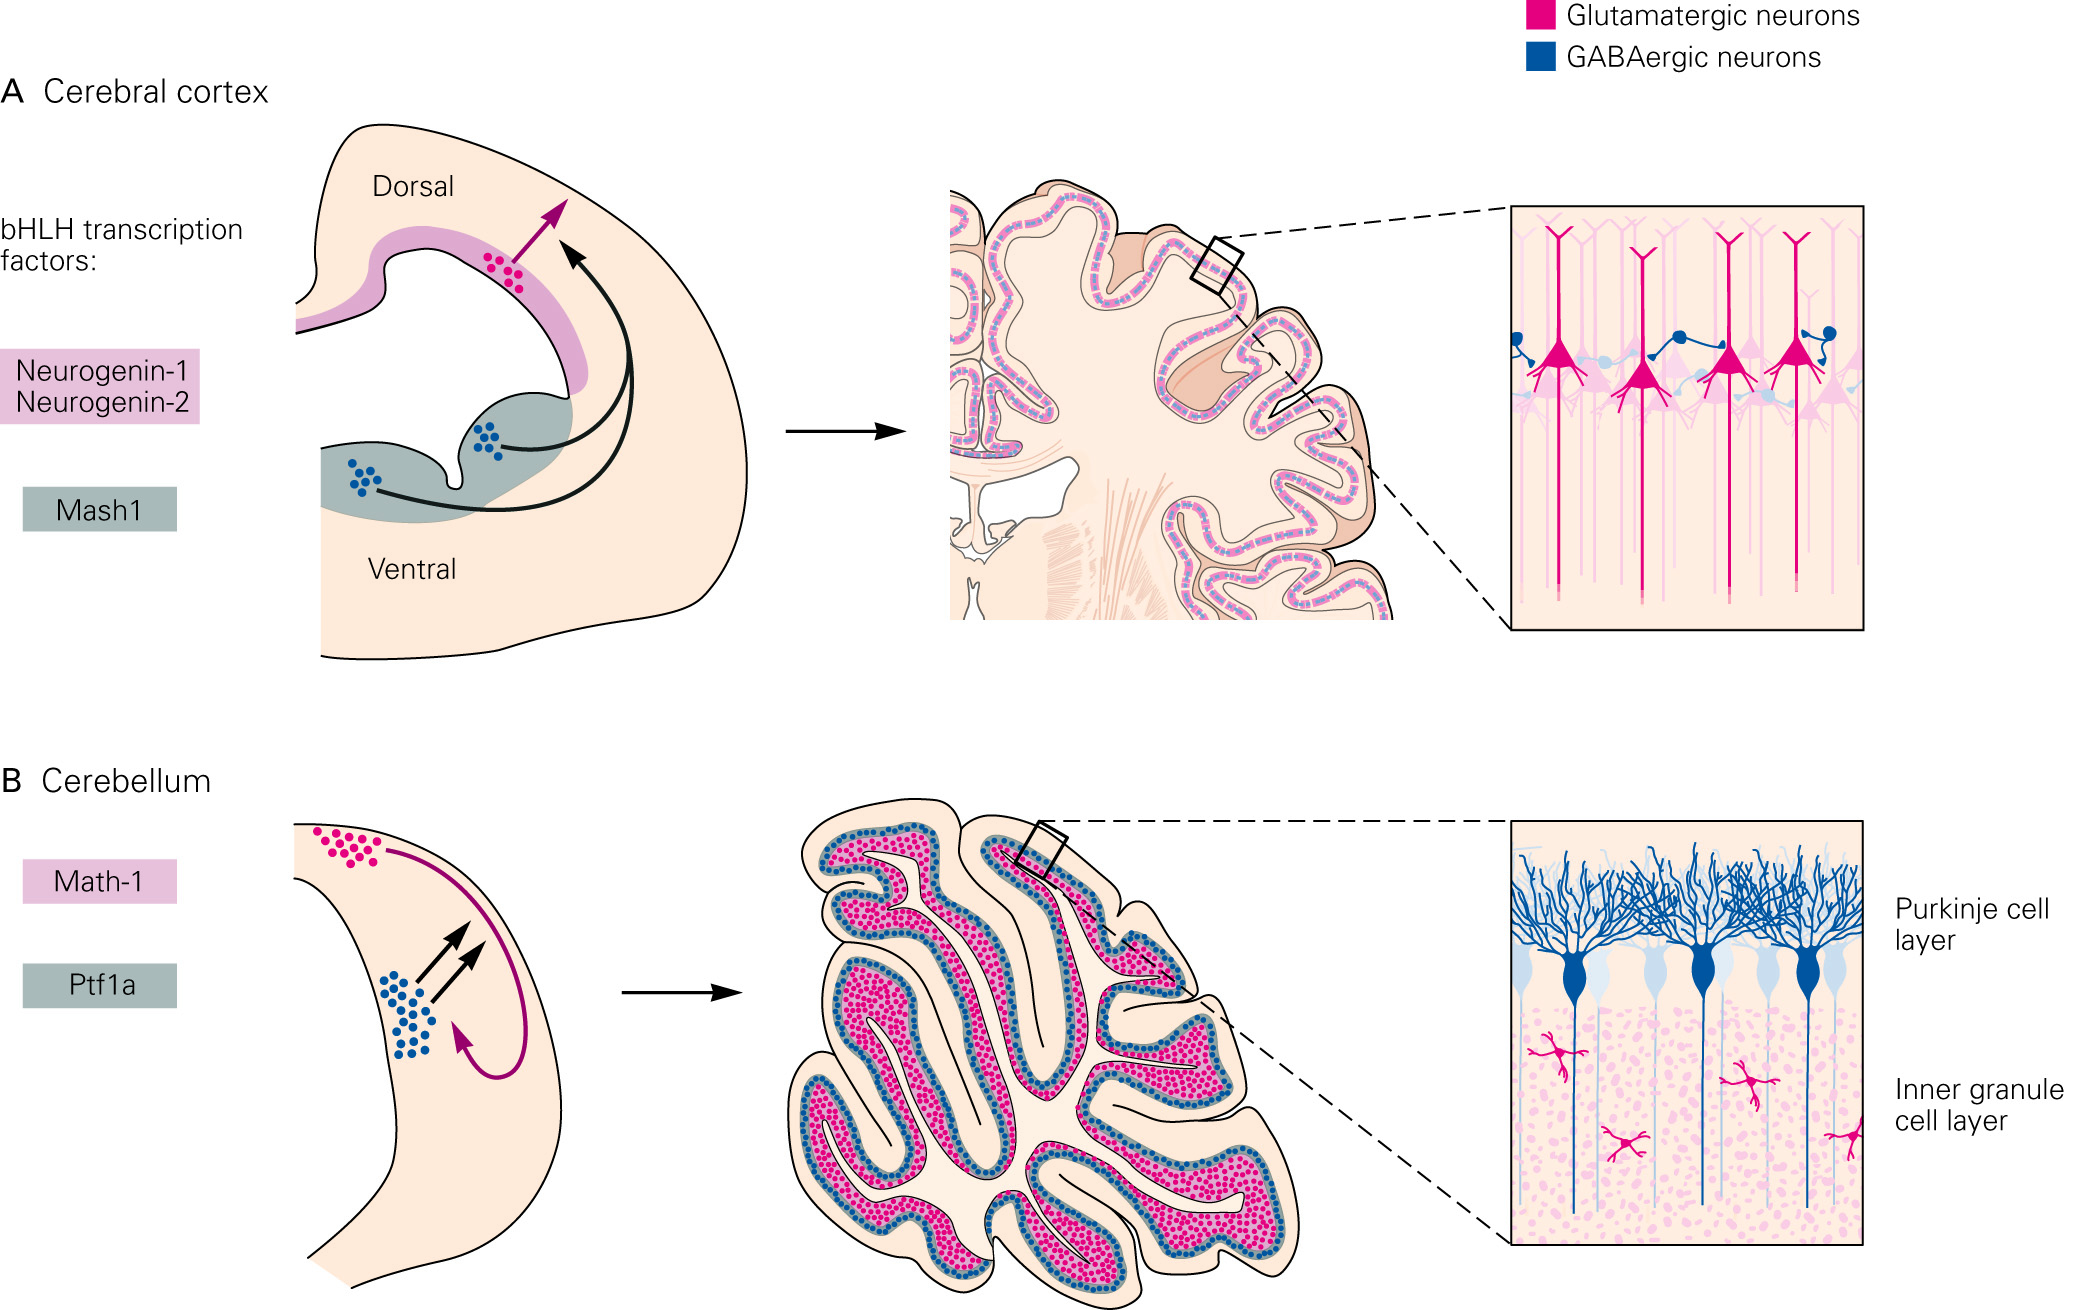 Glutamatergic neurons
GABAergic neurons
A Cerebral cortex
Dorsal
bHLH transcription
factors:
Neurogenin-1
Neurogenin-2
Mash1
Ventral
B Cerebellum
Math-1
Ptf1a
Purkinje cell
layer
Inner granule
cell layer